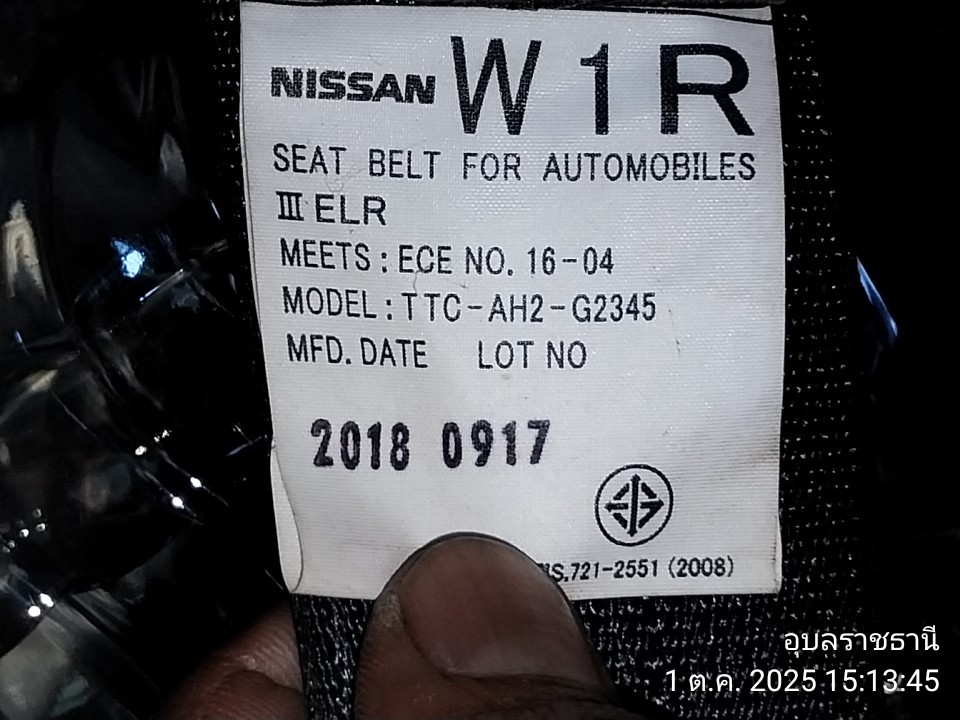 NISSAN W1R
SEAT BELT FOR AUTOMOBILES
III ELR
MEETS : ECE NO. 16-04
MODEL : TTC-AH2-G2345
MFD. DATE LOT NO
2018 0917
IS.721-2551 (2008)
อุบลราชธานี
1 ต.ค. 2025 15:13:45